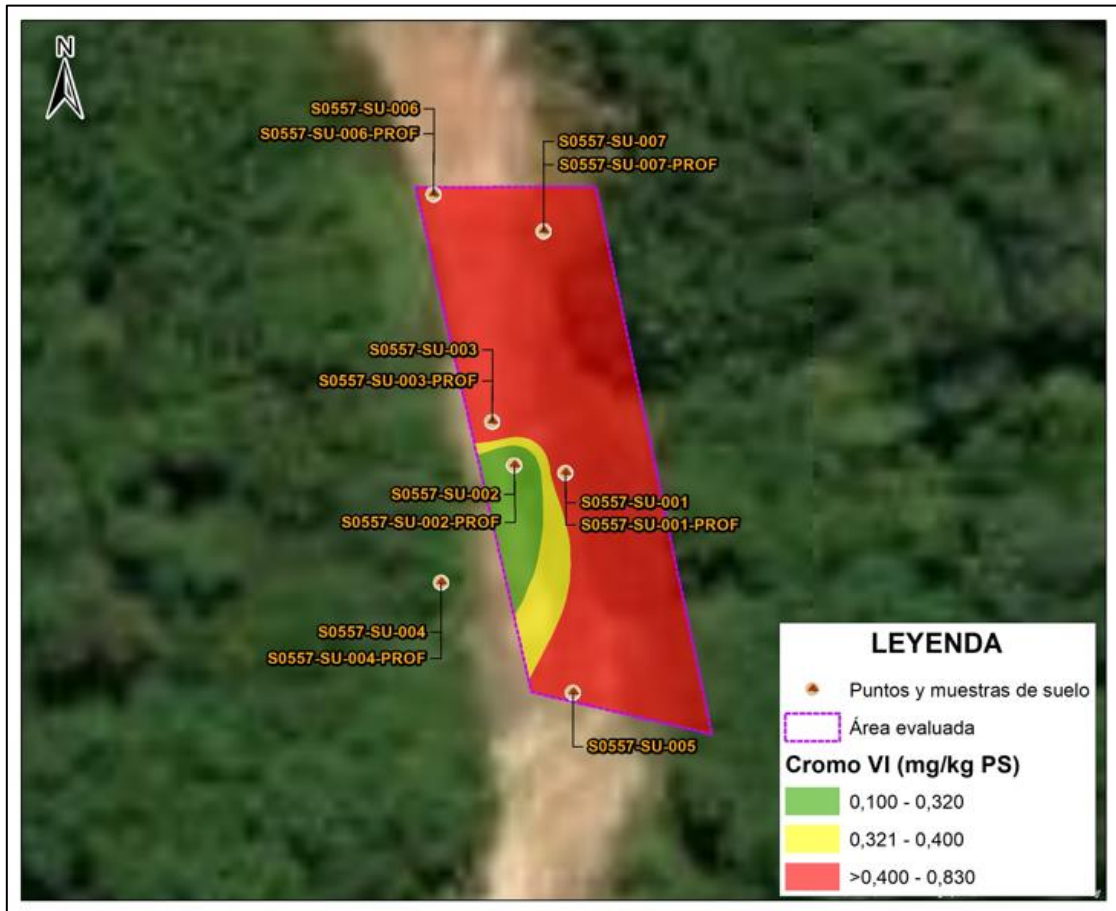 N
S0557-SU-006
S0557-SU-006-PROF
S0557-SU-007
S0557-SU-007-PROF
S0557-SU-003
S0557-SU-003-PROF
S0557-SU-002
S0557-SU-002-PROF
S0557-SU-001
S0557-SU-001-PROF
S0557-SU-004
S0557-SU-004-PROF
S0557-SU-005
LEYENDA
Puntos y muestras de suelo
Área evaluada
Cromo VI (mg/kg PS)
0,100 - 0,320
0,321 - 0,400
>0,400 - 0,830